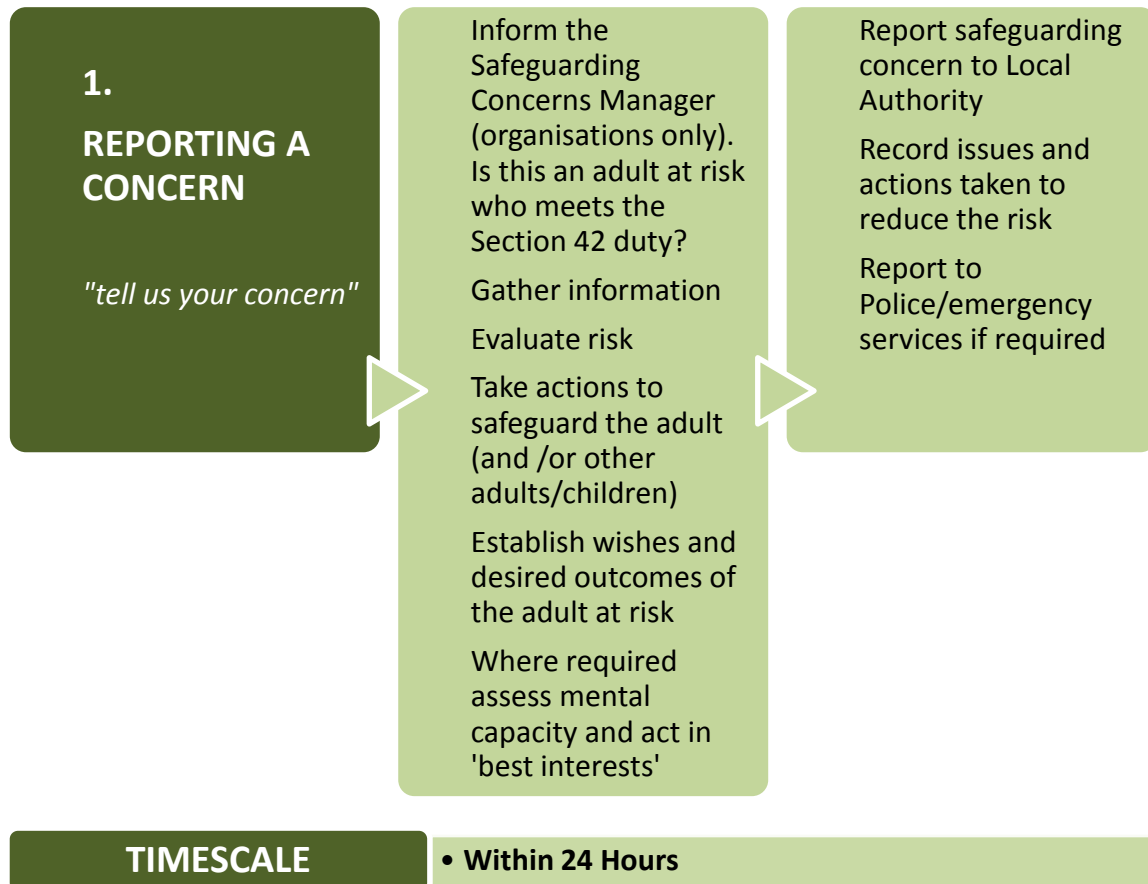 1.
REPORTING A
CONCERN
"tell us your concern"
Inform the
Safeguarding
Concerns Manager
(organisations only).
Is this an adult at risk
who meets the
Section 42 duty?
Gather information
Evaluate risk
Take actions to
safeguard the adult
(and /or other
adults/children)
Establish wishes and
desired outcomes of
the adult at risk
Where required
assess mental
capacity and act in
'best interests'
Report safeguarding
concern to Local
Authority
Record issues and
actions taken to
reduce the risk
Report to
Police/emergency
services if required
TIMESCALE
• Within 24 Hours